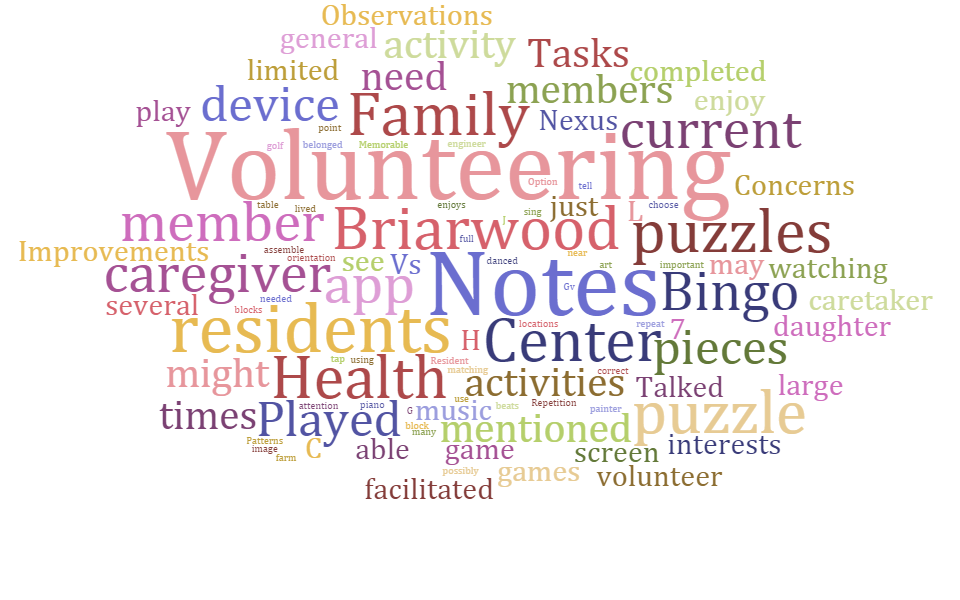 Observations
general activity Tasks
limited need completed
device members enjoy
play Family Nexus current
point
golf belonged Memorable engineer
Volunteering
Option tell Concerns
table lived enjoys sing just L choose
member Briarwood J puzzles
Improvements assemble orientation see Vs full danced near art important may watching
caregiver app Notes Gv Bingo caretaker
several needed blocks
residents H Center locations repeat 7 daughter
pieces
might Health tap using Resident matching activities correct Talked large
times Played attention piano G music use beats Repetition painter puzzle
block many mentioned
Patterns image farm C able game screen interests
possibly games volunteer
facilitated